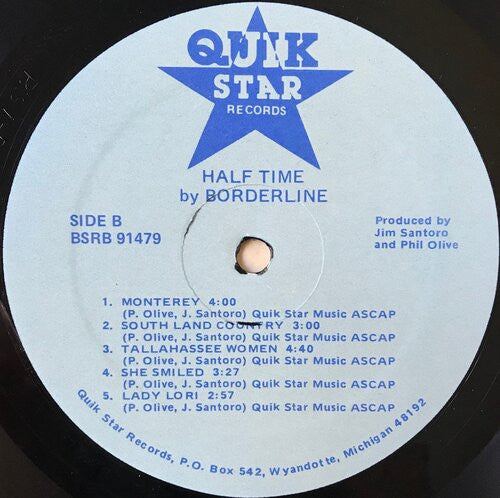 QUIK
STAR
RECORDS
HALF TIME
by BORDERLINE
SIDE B
BSRB 91479
Produced by
Jim Santoro
and Phil Olive
1. MONTEREY 4:00
(P. Olive, J. Santoro) Quik Star Music ASCAP
2. SOUTH LAND COUNTRY 3:00
(P. Olive, J. Santoro) Quik Star Music ASCAP
3. TALLAHASSEE WOMEN 4:40
(P. Olive, J. Santoro) Quik Star Music ASCAP
4. SHE SMILED 3:27
(P. Olive, J. Santoro) Quik Star Music ASCAP
5. LADY LORI 2:57
(P. Olive, J. Santoro) Quik Star Music ASCAP
Quik Star Records, P.O. Box 542, Wyandotte, Michigan 48192